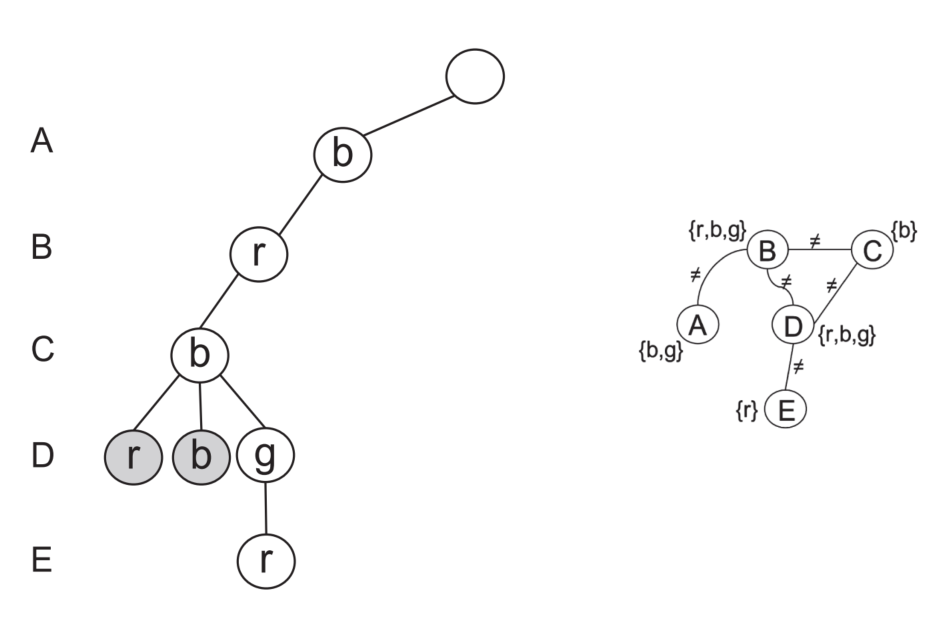 A
b
B
r
C
b
D
r b g
E
r
{r,b,g} B ≠ C {b}
≠ ≠ ≠
A D {r,b,g}
{b,g}
≠
{r} E